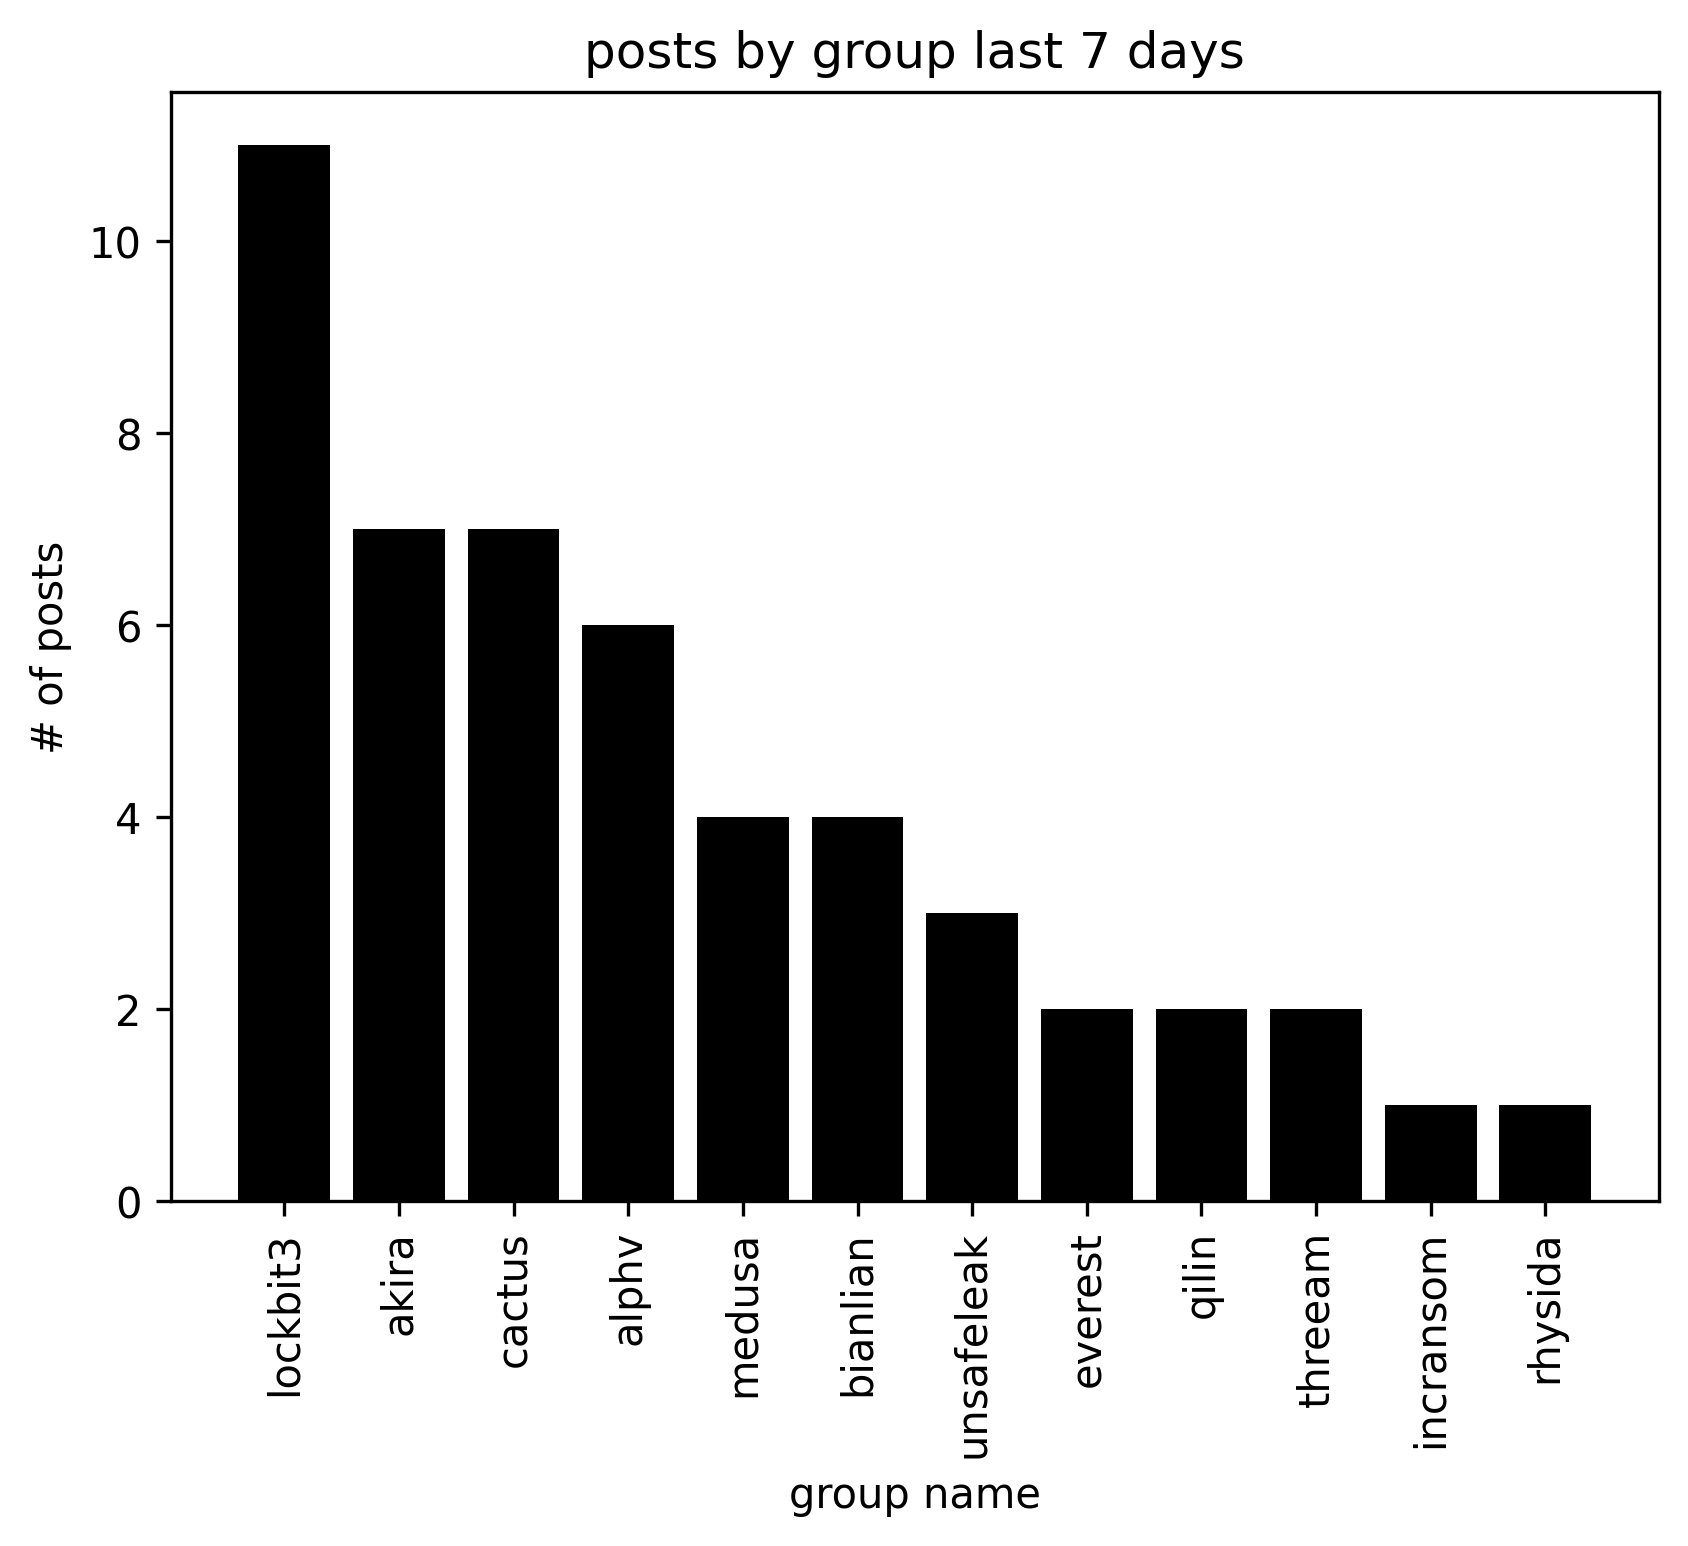 posts by group last 7 days
# of posts
10
8
6
4
2
0
lockbit3
akira
cactus
alphv
medusa
bianlian
unsafeleak
everest
qilin
threeam
incransom
rhysida
group name